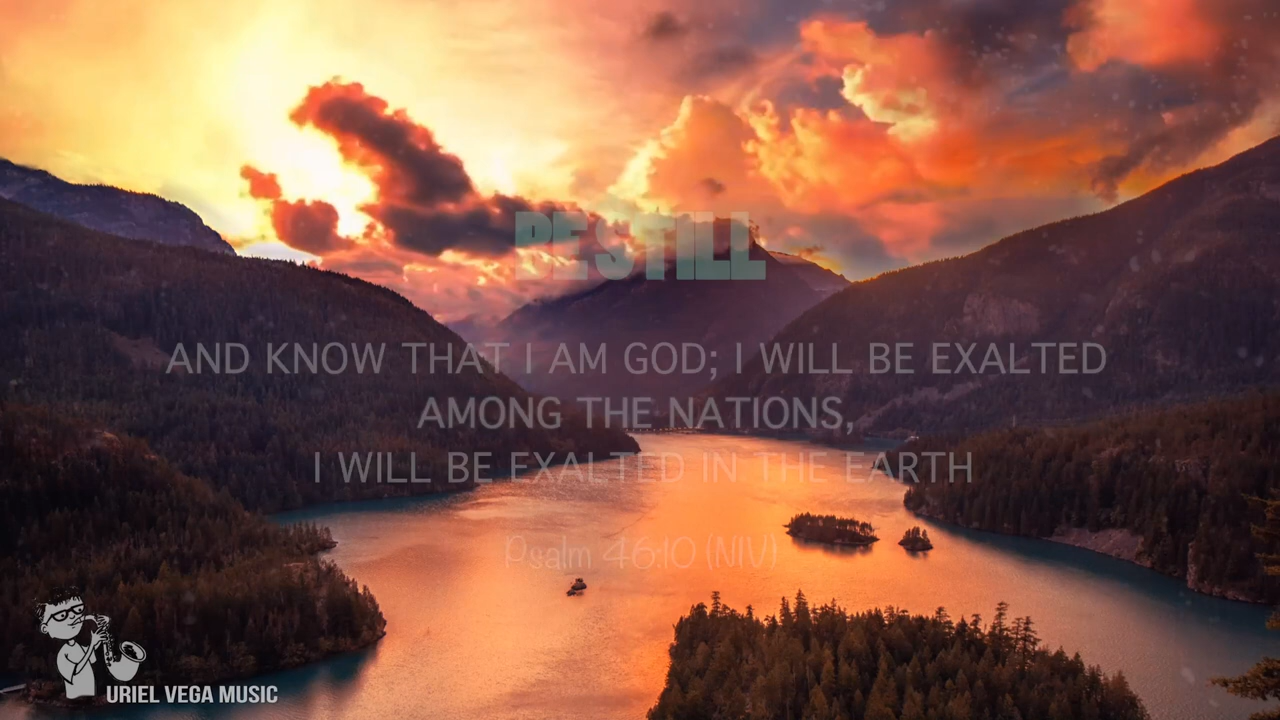 BE STILL
AND KNOW THAT I AM GOD; I WILL BE EXALTED
AMONG THE NATIONS,
I WILL BE EXALTED IN THE EARTH
Psalm 46:10 (NIV)
URIEL VEGA MUSIC